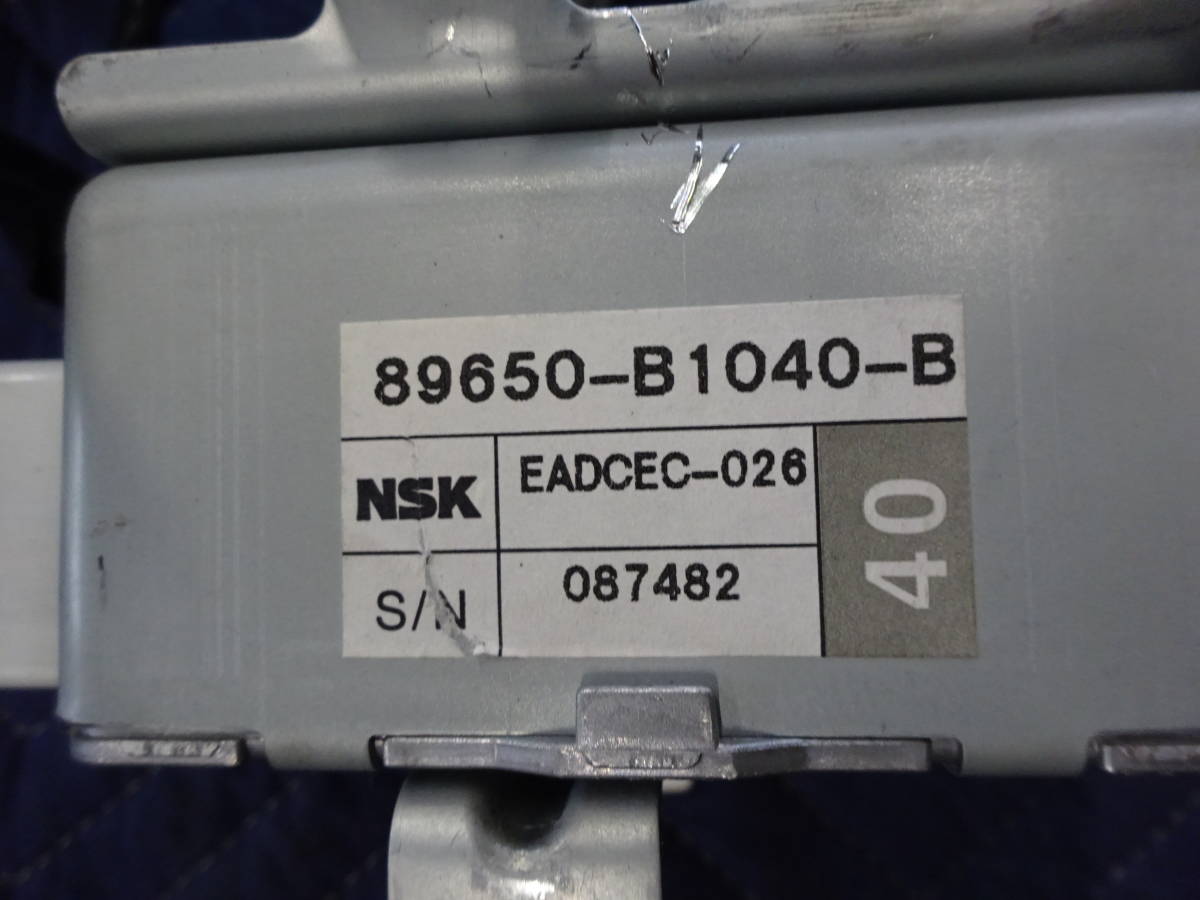 89650-B1040-B
NSK
EADCEC-026
S/N
087482
40